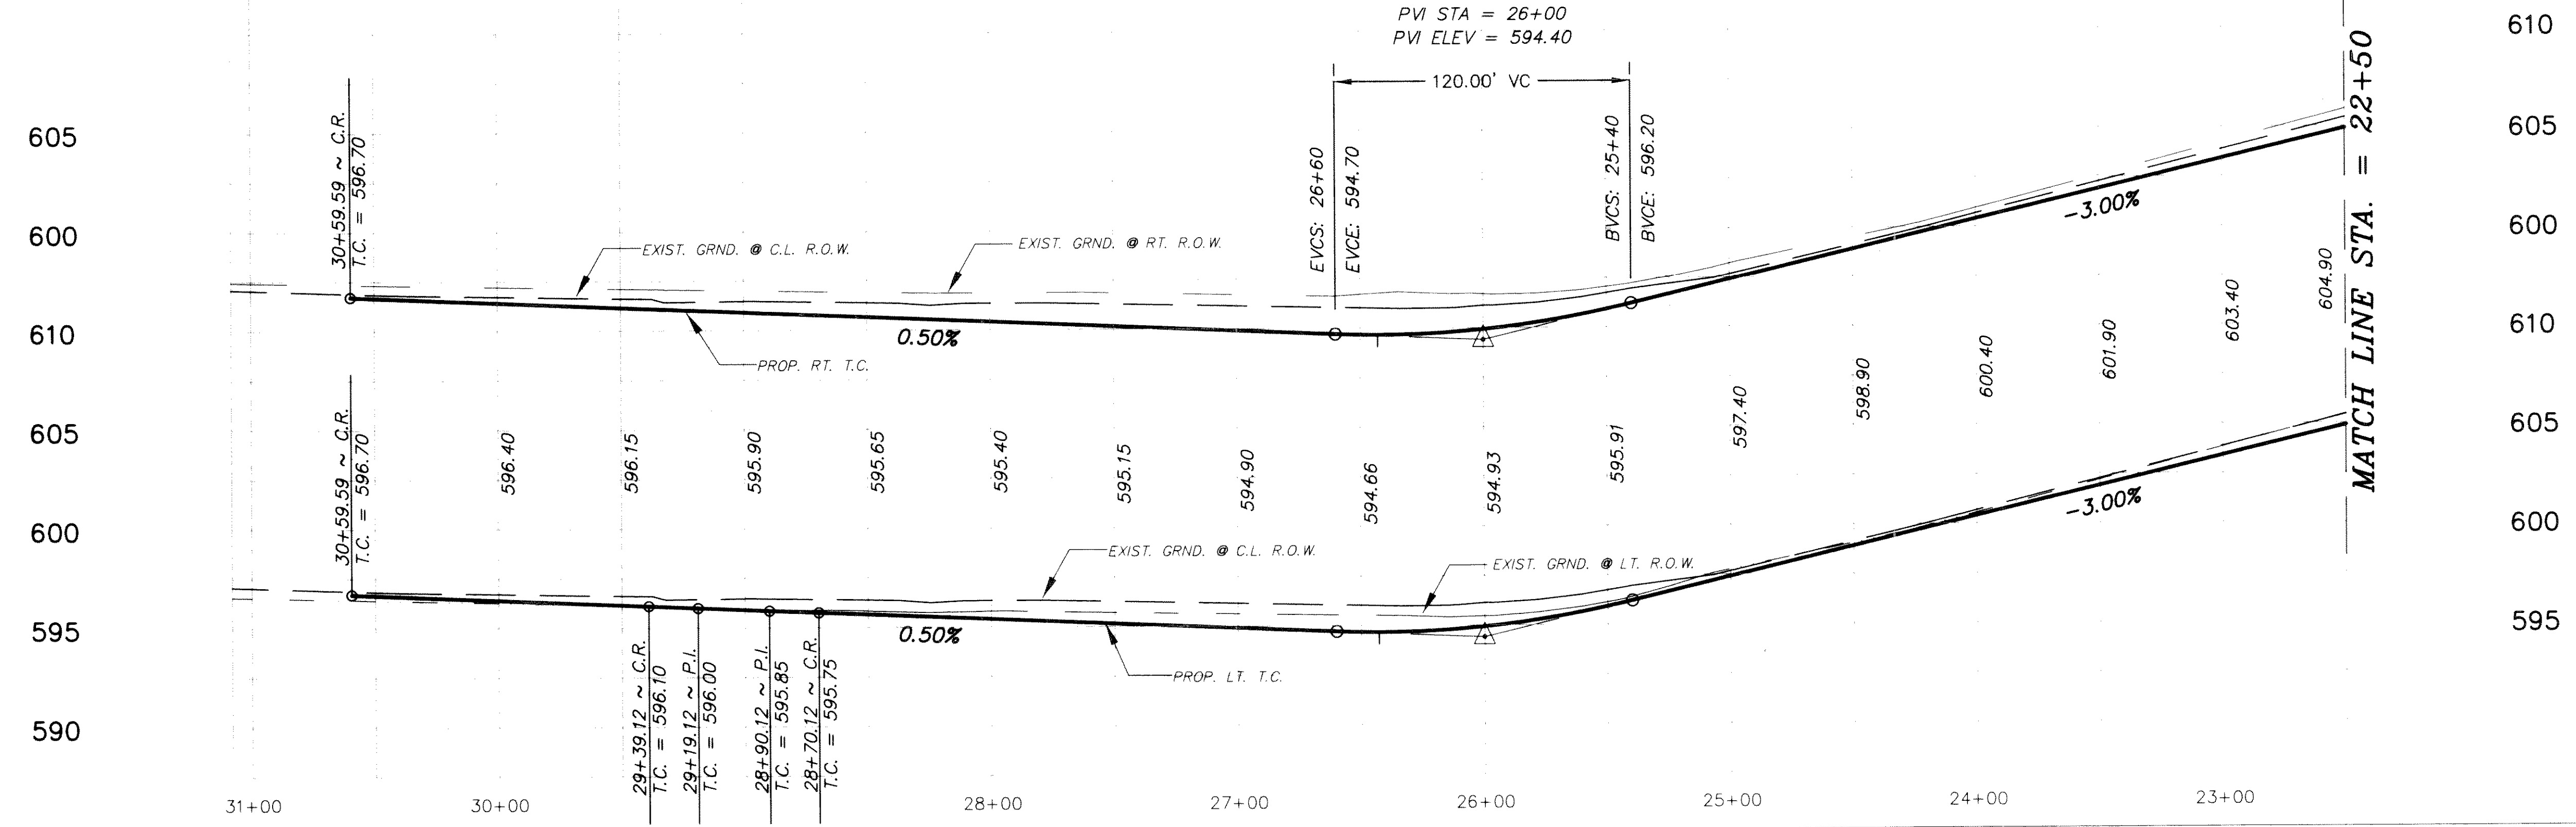 PVI STA = 26+00
PVI ELEV = 594.40
120.00' VC
610
605
600
610
605
600
595
590
610
605
600
610
605
600
595
30+59.59 ~ C.R.
T.C. = 596.70
EVCS: 26+60
EVCE: 594.70
BVCS: 25+40
BVCE: 596.20
MATCH LINE STA. = 22+50
EXIST. GRND. @ C.L. R.O.W.
EXIST. GRND. @ RT. R.O.W.
-3.00%
0.50%
PROP. RT. T.C.
30+59.59 ~ C.R.
T.C. = 596.70
596.40
596.15
595.90
595.65
595.40
595.15
594.90
594.66
594.93
595.91
597.40
598.90
600.40
601.90
603.40
604.90
EXIST. GRND. @ C.L. R.O.W.
EXIST. GRND. @ LT. R.O.W.
-3.00%
0.50%
PROP. LT. T.C.
29+39.12 ~ C.R.
T.C. = 596.10
29+19.12 ~ P.I.
T.C. = 596.00
28+90.12 ~ P.I.
T.C. = 595.85
28+70.12 ~ C.R.
T.C. = 595.75
31+00
30+00
28+00
27+00
26+00
25+00
24+00
23+00